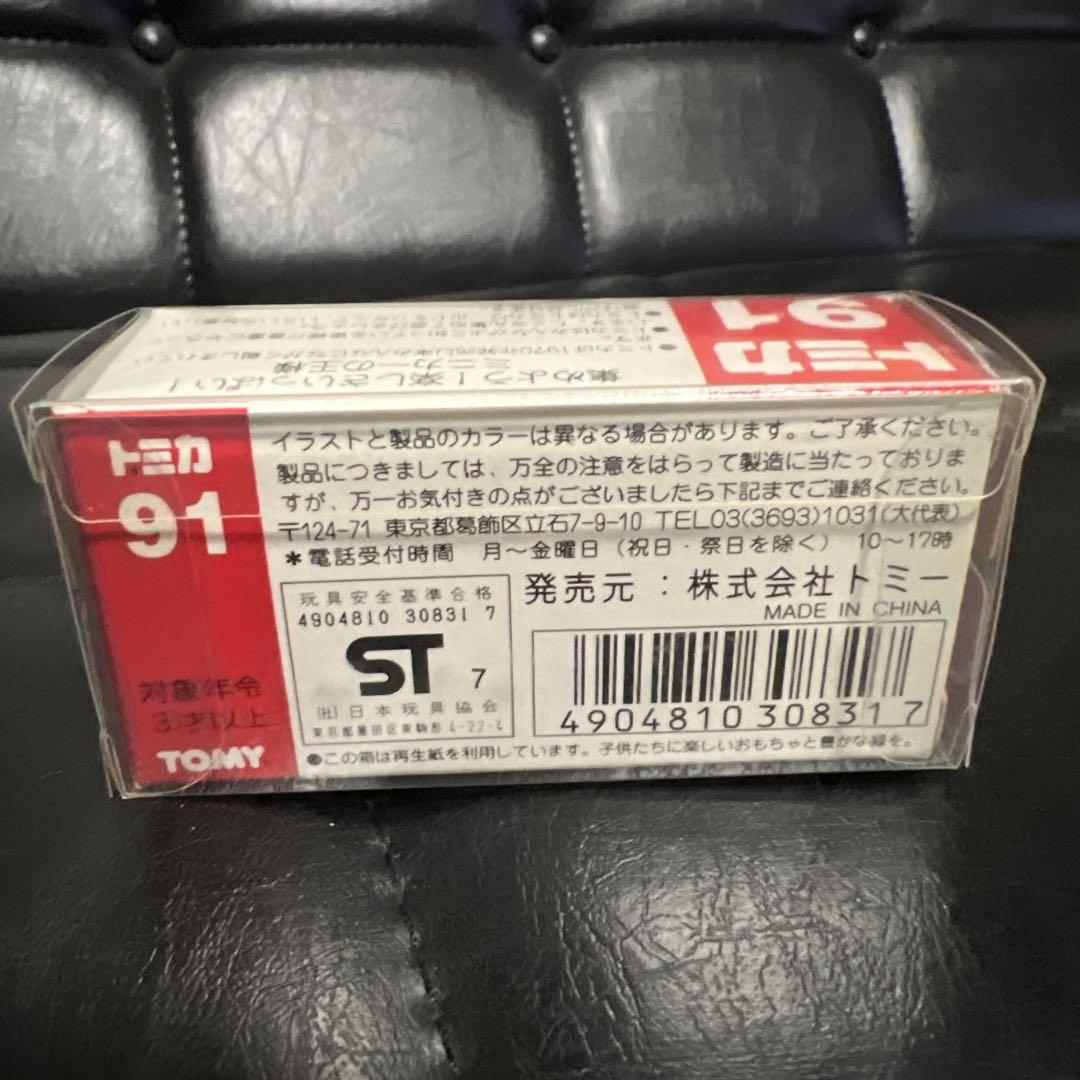 トミカ
91
集めよう！楽しさいっぱい！
ミニカーの王様
トミカ
91
対象年令
3才以上
TOMY
イラストと製品のカラーは異なる場合があります。ご了承ください。
製品につきましては、万全の注意をはらって製造に当たっておりま
すが、万一お気付きの点がございましたら下記までご連絡ください。
〒124-71 東京都葛飾区立石7-9-10 TEL03(3693)1031(大代表)
＊電話受付時間 月～金曜日（祝日・祭日を除く） 10～17時
玩具安全基準合格
4904810 30831 7
ST 7
(社)日本玩具協会
東京都墨田区東駒形 4-22-4
発売元：株式会社トミー
MADE IN CHINA
4904810 308317
●この箱は再生紙を利用しています。子供たちに楽しいおもちゃと豊かな緑を。